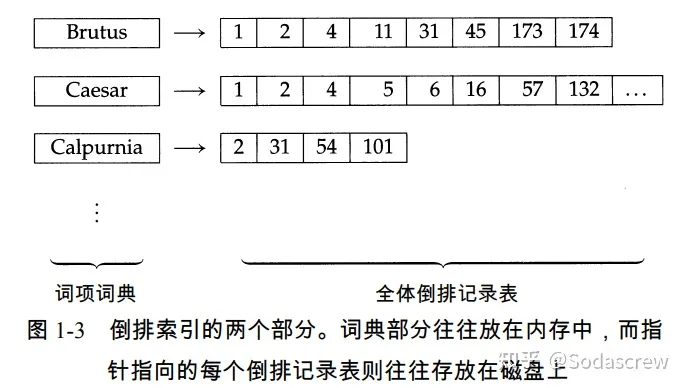 Brutus → 1 2 4 11 31 45 173 174
Caesar → 1 2 4 5 6 16 57 132 …
Calpurnia → 2 31 54 101
⋮
词项词典 全体倒排记录表
图 1-3 倒排索引的两个部分。词典部分往往放在内存中，而指
针指向的每个倒排记录表则往往存放在磁盘上
知乎 @Sodascrew